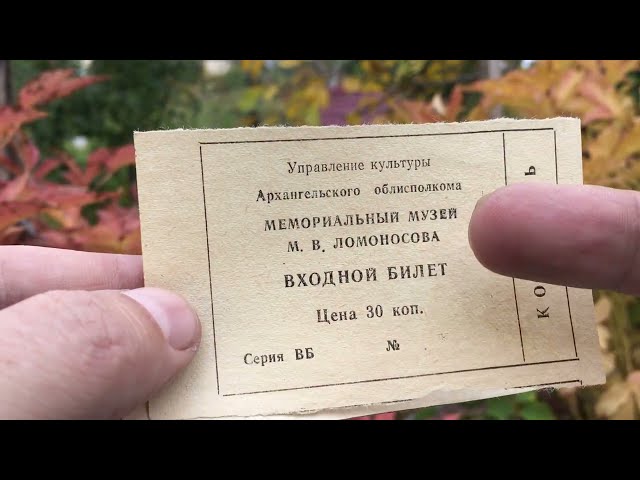 Управление культуры
Архангельского облисполкома
МЕМОРИАЛЬНЫЙ МУЗЕЙ
М. В. ЛОМОНОСОВА
ВХОДНОЙ БИЛЕТ
Цена 30 коп.
Серия ВБ №